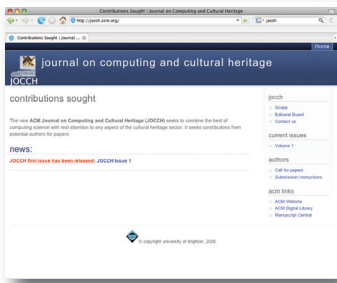 Contributions Sought | Journal on Computing and Cultural Heritage
http://jocch.acm.org/
jocch
Contributions Sought | Journal ...
Home
journal on computing and cultural heritage
JOCCH
contributions sought
The new ACM Journal on Computing and Cultural Heritage (JOCCH) seeks to combine the best of
computing science with real attention to any aspect of the cultural heritage sector. It seeks contributions from
potential authors for papers.
news:
JOCCH first issue has been released: JOCCH Issue 1
jocch
Scope
Editorial Board
Contact us
current issues
Volume 1
authors
Call for papers
Submission Instructions
acm links
ACM Website
ACM Digital Library
Manuscript Central
© copyright university of brighton, 2008.